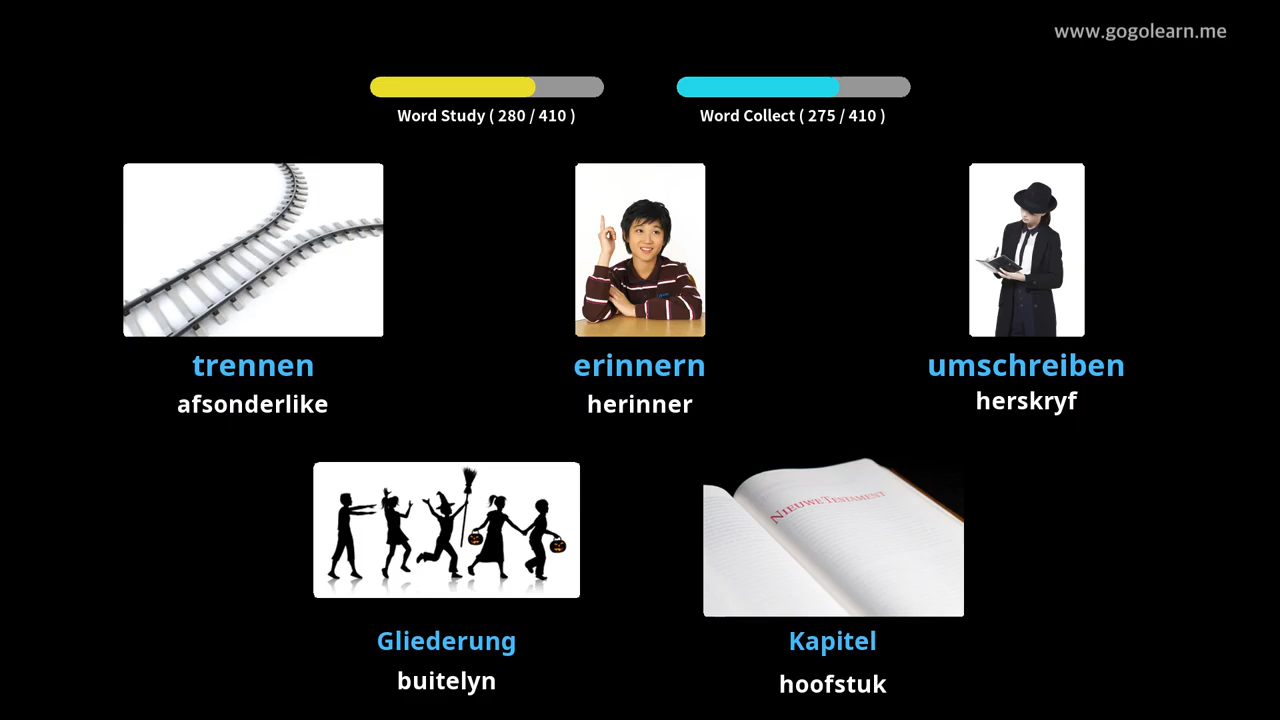 www.gogolearn.me
Word Study ( 280 / 410 )
Word Collect ( 275 / 410 )
trennen
afsonderlike
erinnern
herinner
umschreiben
herskryf
NIEUWE TESTAMENT
Gliederung
buitelyn
Kapitel
hoofstuk